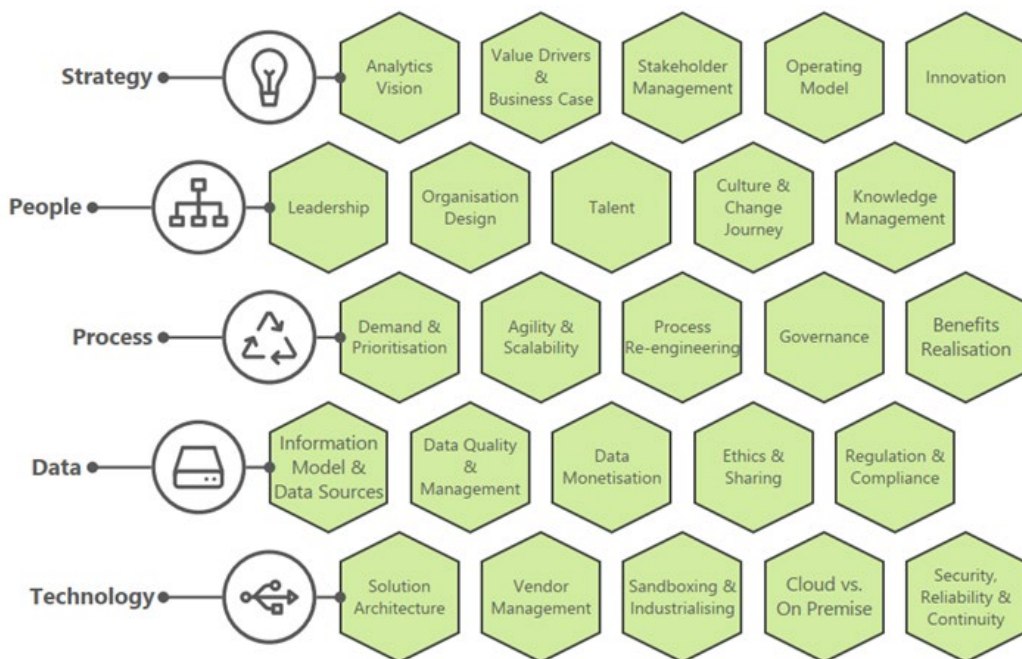 Strategy
Analytics
Vision
Value Drivers
&
Business Case
Stakeholder
Management
Operating
Model
Innovation
People
Leadership
Organisation
Design
Talent
Culture &
Change
Journey
Knowledge
Management
Process
Demand &
Prioritisation
Agility &
Scalability
Process
Re-engineering
Governance
Benefits
Realisation
Data
Information
Model &
Data Sources
Data Quality
&
Management
Data
Monetisation
Ethics &
Sharing
Regulation &
Compliance
Technology
Solution
Architecture
Vendor
Management
Sandboxing &
Industrialising
Cloud vs.
On Premise
Security,
Reliability &
Continuity